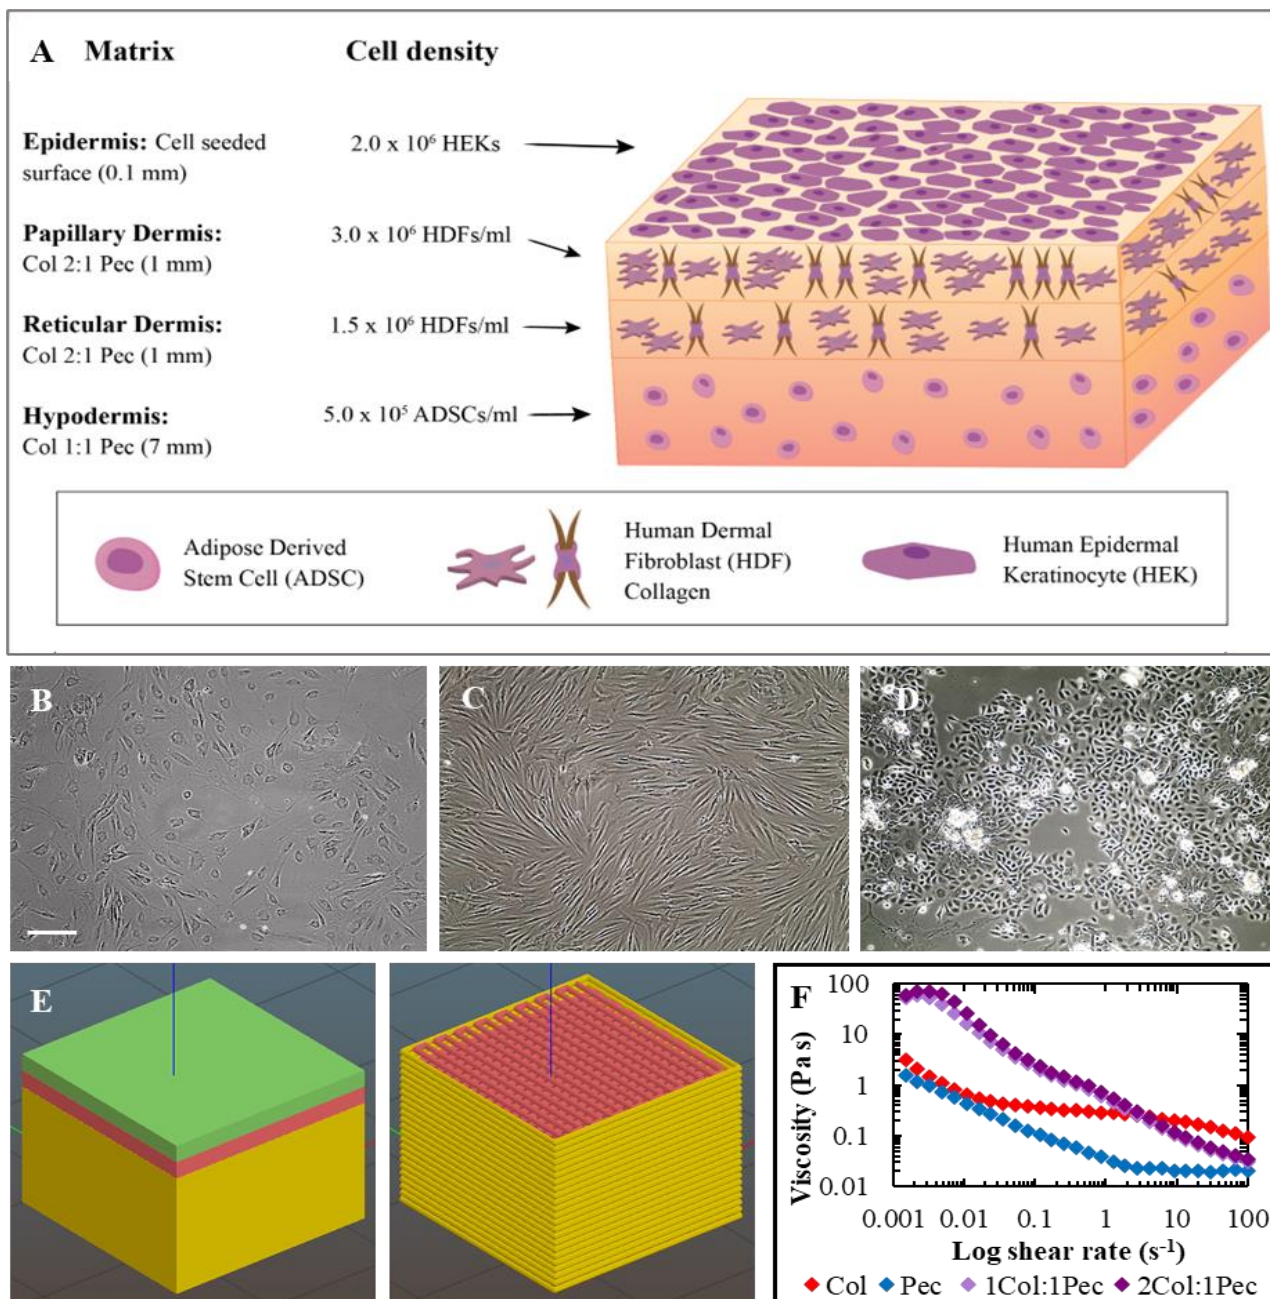 A Matrix Cell density
Epidermis: Cell seeded
surface (0.1 mm)
2.0 x 10⁶ HEKs
Papillary Dermis:
Col 2:1 Pec (1 mm)
3.0 x 10⁶ HDFs/ml
Reticular Dermis:
Col 2:1 Pec (1 mm)
1.5 x 10⁶ HDFs/ml
Hypodermis:
Col 1:1 Pec (7 mm)
5.0 x 10⁵ ADSCs/ml
Adipose Derived
Stem Cell (ADSC)
Human Dermal
Fibroblast (HDF)
Collagen
Human Epidermal
Keratinocyte (HEK)
B
C
D
E
F
Viscosity (Pa s)
100
10
1
0.1
0.01
0.001 0.01 0.1 1 10 100
Log shear rate (s⁻¹)
Col Pec 1Col:1Pec 2Col:1Pec